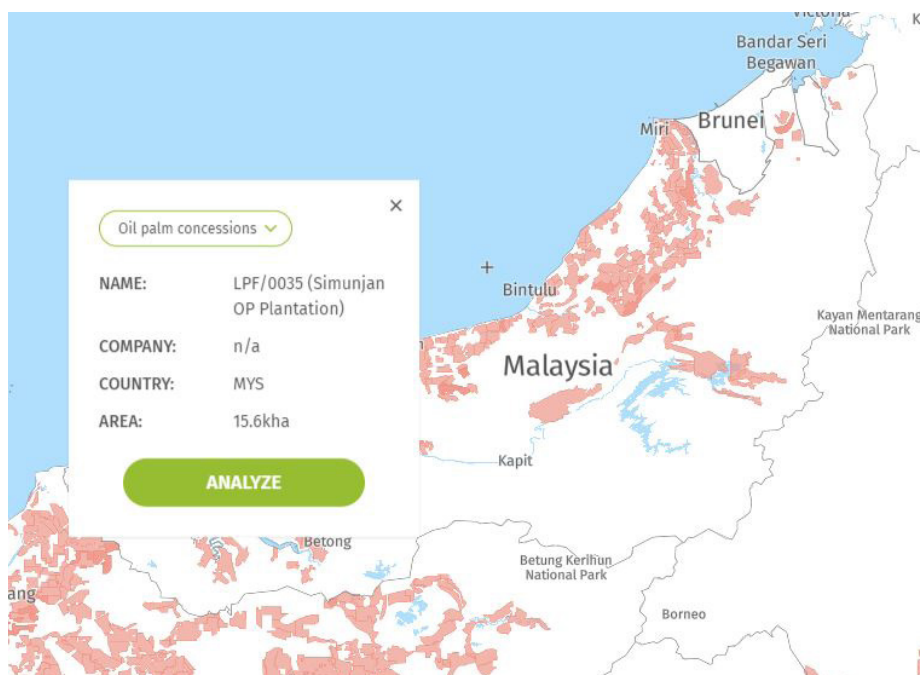 Victoria
K
Bandar Seri
Begawan
Miri
Brunei
×
Oil palm concessions
NAME:
LPF/0035 (Simunjan
OP Plantation)
COMPANY:
n/a
COUNTRY:
MYS
AREA:
15.6kha
ANALYZE
Bintulu
Kayan Mentarang
National Park
Malaysia
Kapit
Betong
Betung Kerihun
National Park
ang
Borneo